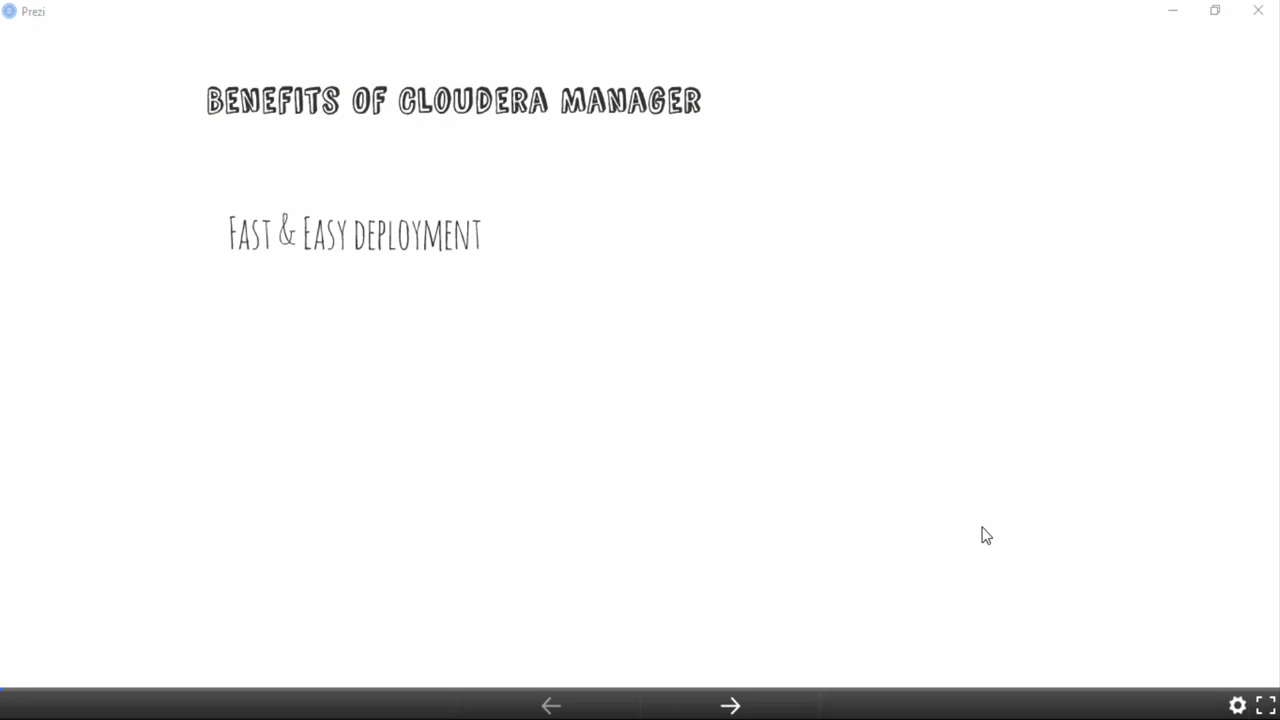 Prezi
BENEFITS OF CLOUDERA MANAGER
FAST & EASY DEPLOYMENT